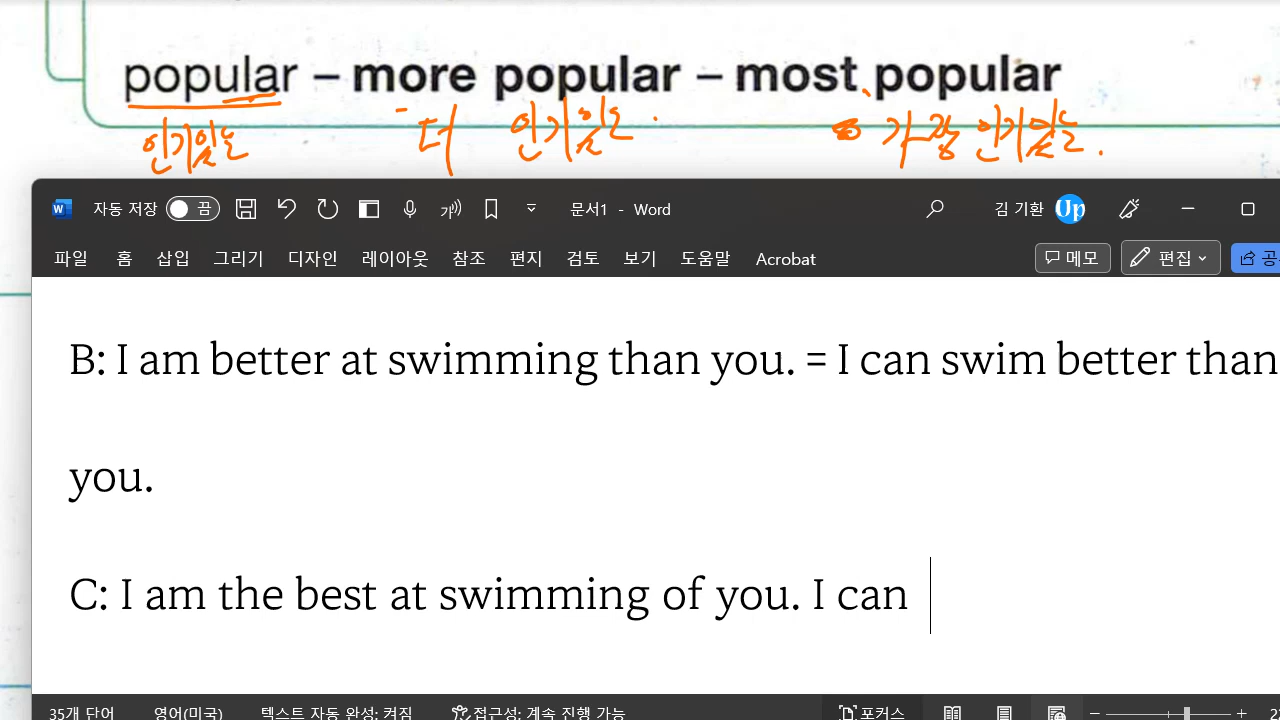 popular – more popular – most popular
인기있는 더 인기있는. 가장 인기있는.
자동 저장 끔 가)) 문서1 - Word 김 기환 Up
파일 홈 삽입 그리기 디자인 레이아웃 참조 편지 검토 보기 도움말 Acrobat 메모 편집
B: I am better at swimming than you. = I can swim better than
you.
C: I am the best at swimming of you. I can
35개 단어 영어(미국) 텍스트 자동 완성: 켜짐 접근성: 계속 진행 가능 포커스